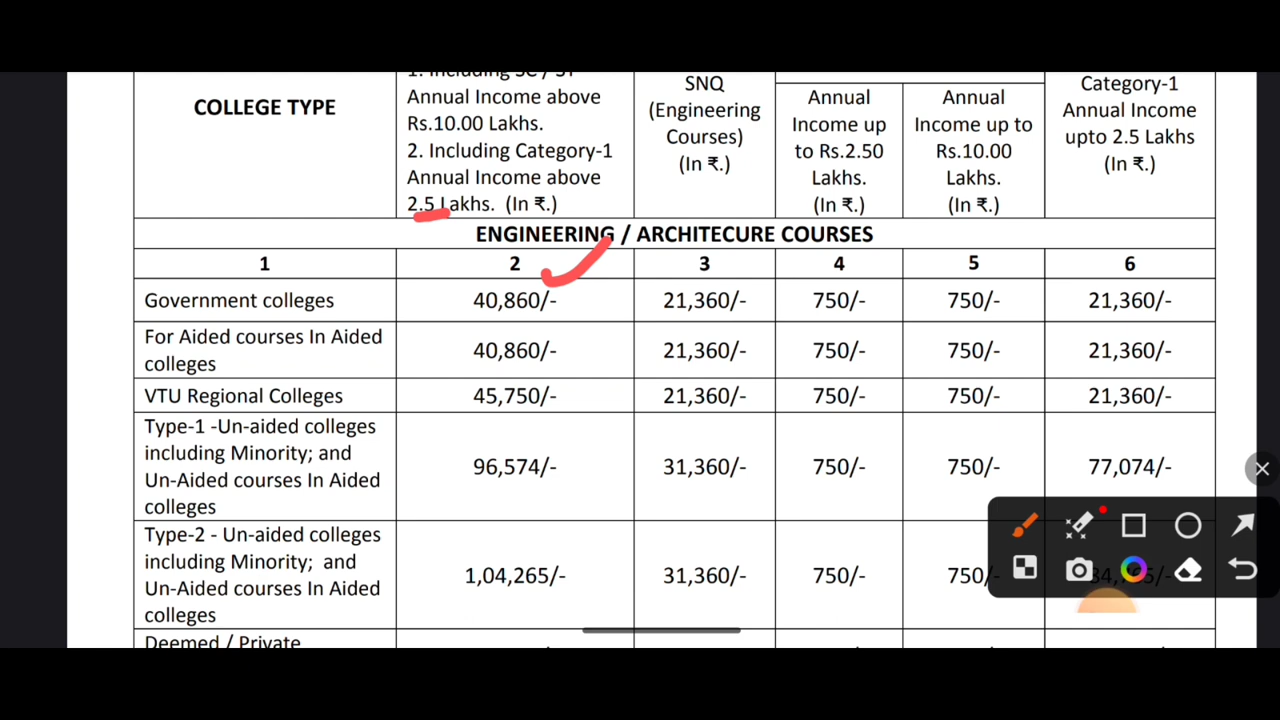 1. Including SC / ST
COLLEGE TYPE
Annual Income above
Rs.10.00 Lakhs.
2. Including Category-1
Annual Income above
2.5 Lakhs. (In ₹.)
SNQ
(Engineering
Courses)
(In ₹.)
Annual
Income up
to Rs.2.50
Lakhs.
(In ₹.)
Annual
Income up to
Rs.10.00
Lakhs.
(In ₹.)
Category-1
Annual Income
upto 2.5 Lakhs
(In ₹.)
ENGINEERING / ARCHITECURE COURSES
1 2 3 4 5 6
Government colleges 40,860/- 21,360/- 750/- 750/- 21,360/-
For Aided courses In Aided
colleges 40,860/- 21,360/- 750/- 750/- 21,360/-
VTU Regional Colleges 45,750/- 21,360/- 750/- 750/- 21,360/-
Type-1 -Un-aided colleges
including Minority; and
Un-Aided courses In Aided
colleges
96,574/- 31,360/- 750/- 750/- 77,074/-
Type-2 - Un-aided colleges
including Minority; and
Un-Aided courses In Aided
colleges
1,04,265/- 31,360/- 750/- 750/-
Deemed / Private